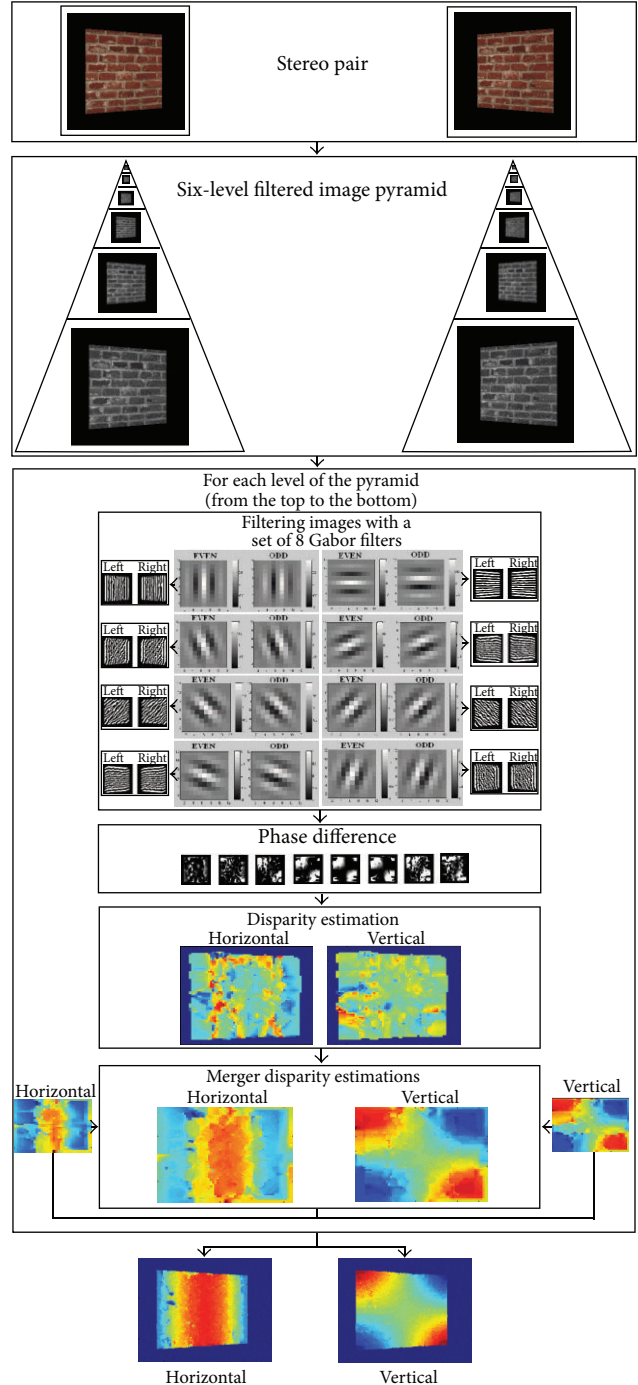 Stereo pair
Six-level filtered image pyramid
For each level of the pyramid
(from the top to the bottom)
Filtering images with a
set of 8 Gabor filters
EVEN ODD EVEN ODD
Left Right Left Right
EVEN ODD EVEN ODD
Left Right Left Right
EVEN ODD EVEN ODD
Left Right Left Right
EVEN ODD EVEN ODD
Left Right Left Right
Phase difference
Disparity estimation
Horizontal Vertical
Merger disparity estimations
Horizontal Horizontal Vertical Vertical
Horizontal Vertical